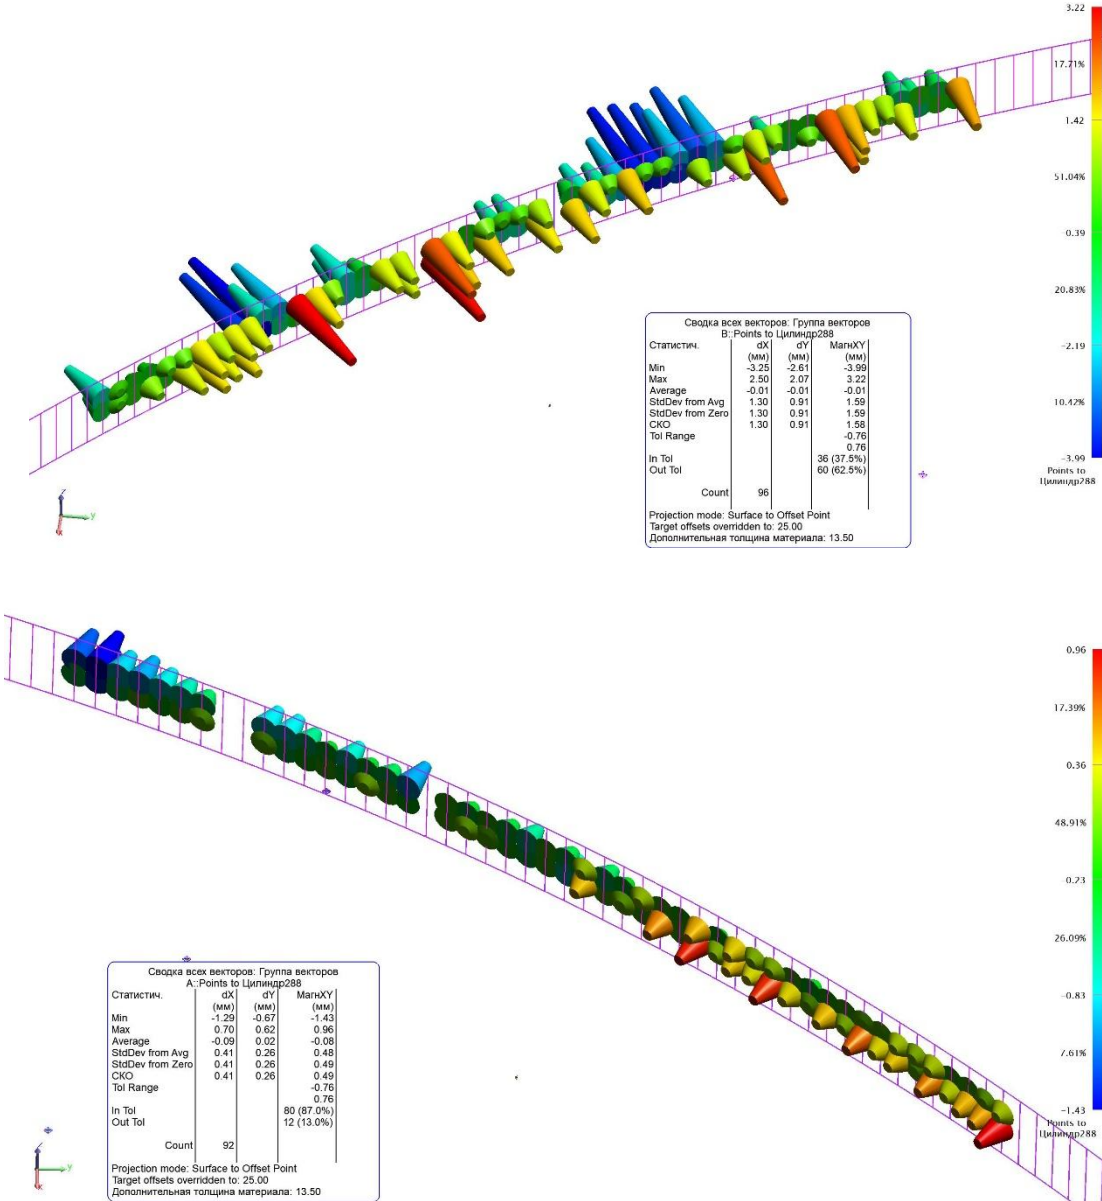 3.22
17.71%
1.42
51.04%
-0.39
20.83%
-2.19
10.42%
-3.99
Points to
Цилиндр288
Сводка всех векторов: Группа векторов
B::Points to Цилиндр288
Статистич. dX dY МагнXY
(мм) (мм) (мм)
Min -3.25 -2.61 -3.99
Max 2.50 2.07 3.22
Average -0.01 -0.01 -0.01
StdDev from Avg 1.30 0.91 1.59
StdDev from Zero 1.30 0.91 1.59
СКО 1.30 0.91 1.58
Tol Range -0.76
0.76
In Tol 36 (37.5%)
Out Tol 60 (62.5%)
Count 96
Projection mode: Surface to Offset Point
Target offsets overridden to: 25.00
Дополнительная толщина материала: 13.50
z
y
x
0.96
17.39%
0.36
48.91%
-0.23
26.09%
-0.83
7.61%
-1.43
Points to
Цилиндр288
Сводка всех векторов: Группа векторов
A::Points to Цилиндр288
Статистич. dX dY МагнXY
(мм) (мм) (мм)
Min -1.29 -0.67 -1.43
Max 0.70 0.62 0.96
Average -0.09 0.02 -0.08
StdDev from Avg 0.41 0.26 0.48
StdDev from Zero 0.41 0.26 0.49
СКО 0.41 0.26 0.49
Tol Range -0.76
0.76
In Tol 80 (87.0%)
Out Tol 12 (13.0%)
Count 92
Projection mode: Surface to Offset Point
Target offsets overridden to: 25.00
Дополнительная толщина материала: 13.50
y
x